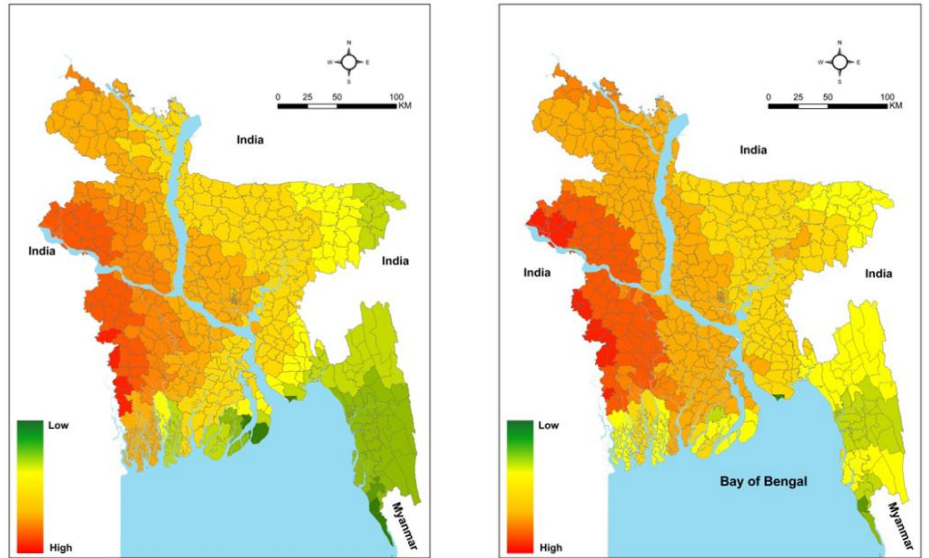 N
W E
S
0 25 50 100
KM
India
India
India
Low
High
Myanmar
N
W E
S
0 25 50 100
KM
India
India
India
Bay of Bengal
Low
High
Myanmar